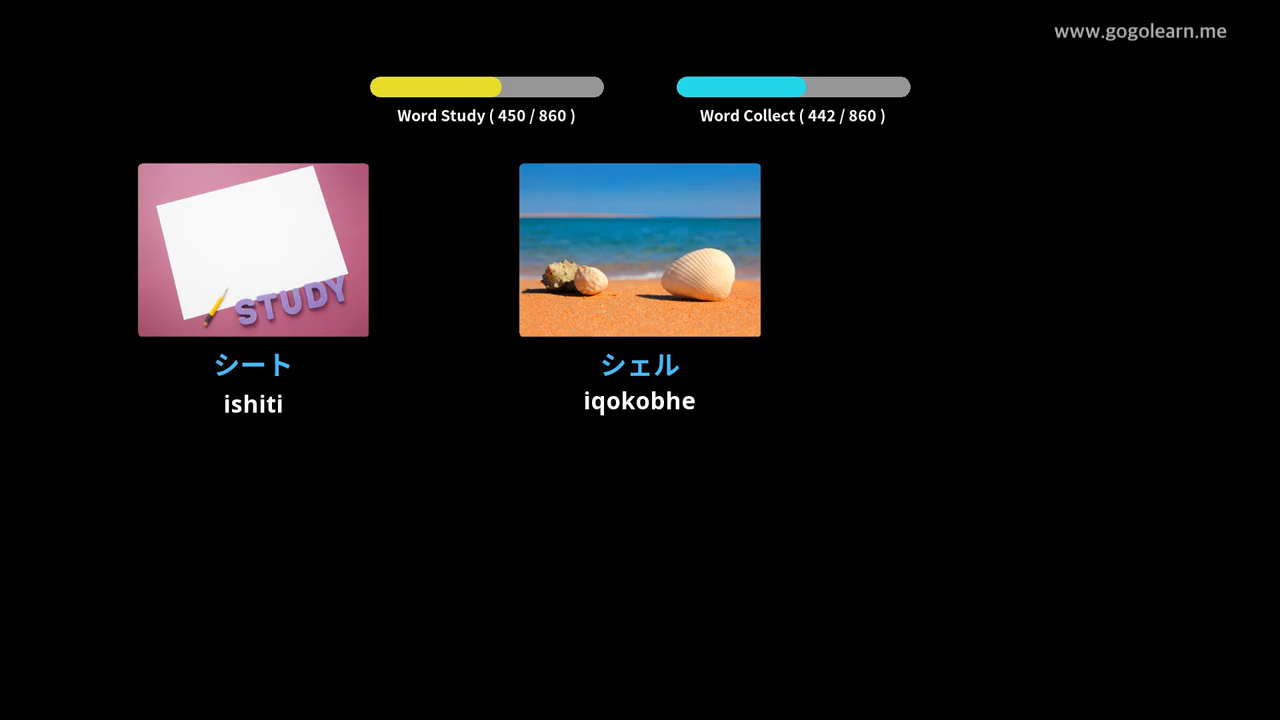 www.gogolearn.me
Word Study ( 450 / 860 )
Word Collect ( 442 / 860 )
STUDY
シート
ishiti
シェル
iqokobhe